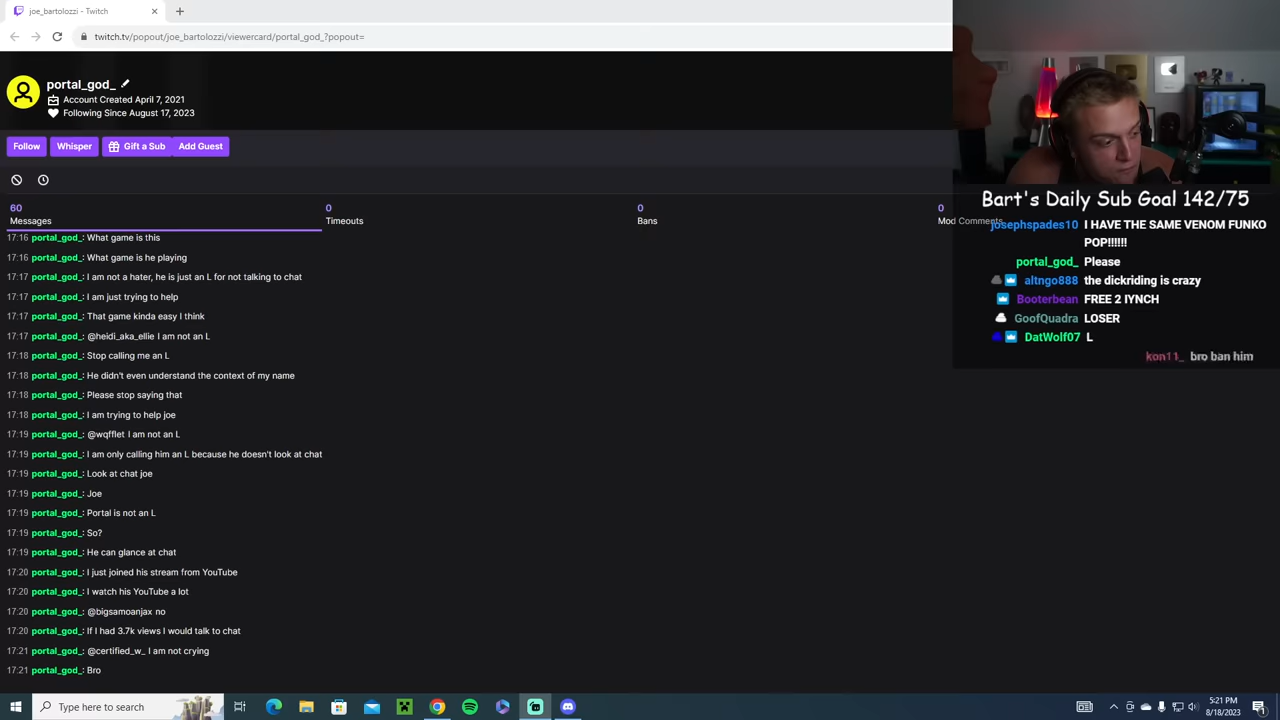 joe_bartolozzi - Twitch
twitch.tv/popout/joe_bartolozzi/viewercard/portal_god_?popout=
portal_god_
Account Created April 7, 2021
Following Since August 17, 2023
Follow Whisper Gift a Sub Add Guest
60 0 0 0
Messages Timeouts Bans Mod Comments
17:16 portal_god_: What game is this
17:16 portal_god_: What game is he playing
17:17 portal_god_: I am not a hater, he is just an L for not talking to chat
17:17 portal_god_: I am just trying to help
17:17 portal_god_: That game kinda easy I think
17:17 portal_god_: @heidi_aka_ellie I am not an L
17:18 portal_god_: Stop calling me an L
17:18 portal_god_: He didn't even understand the context of my name
17:18 portal_god_: Please stop saying that
17:18 portal_god_: I am trying to help joe
17:19 portal_god_: @wqfflet I am not an L
17:19 portal_god_: I am only calling him an L because he doesn't look at chat
17:19 portal_god_: Look at chat joe
17:19 portal_god_: Joe
17:19 portal_god_: Portal is not an L
17:19 portal_god_: So?
17:19 portal_god_: He can glance at chat
17:20 portal_god_: I just joined his stream from YouTube
17:20 portal_god_: I watch his YouTube a lot
17:20 portal_god_: @bigsamoanjax no
17:20 portal_god_: If I had 3.7k views I would talk to chat
17:21 portal_god_: @certified_w_ I am not crying
17:21 portal_god_: Bro
Bart's Daily Sub Goal 142/75
josephspades10 I HAVE THE SAME VENOM FUNKO
POP!!!!!!
portal_god_ Please
altngo888 the dickriding is crazy
Booterbean FREE 2 lYNCH
GoofQuadra LOSER
DatWolf07 L
kon11_ bro ban him
Type here to search
5:21 PM
8/18/2023